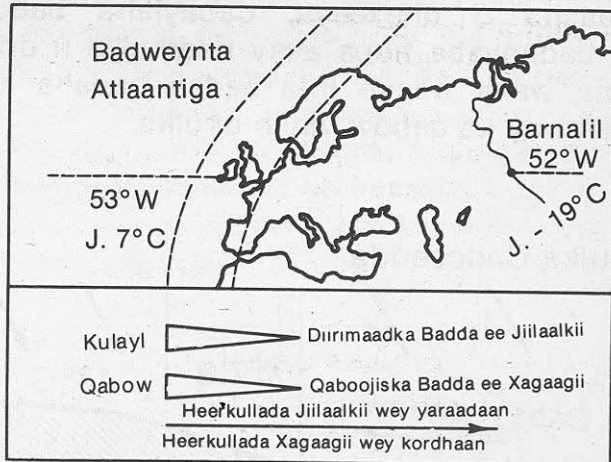 Badweynta
Atlaantiga
Barnalil
52°W
53°W
J. 7°C
J. - 19°C
Kulayl
Diirimaadka Badda ee Jiilaalkii
Qabow
Qaboojiska Badda ee Xagaagii
Heerkullada Jiilaalkii wey yaraadaan
Heerkullada Xagaagii wey kordhaan